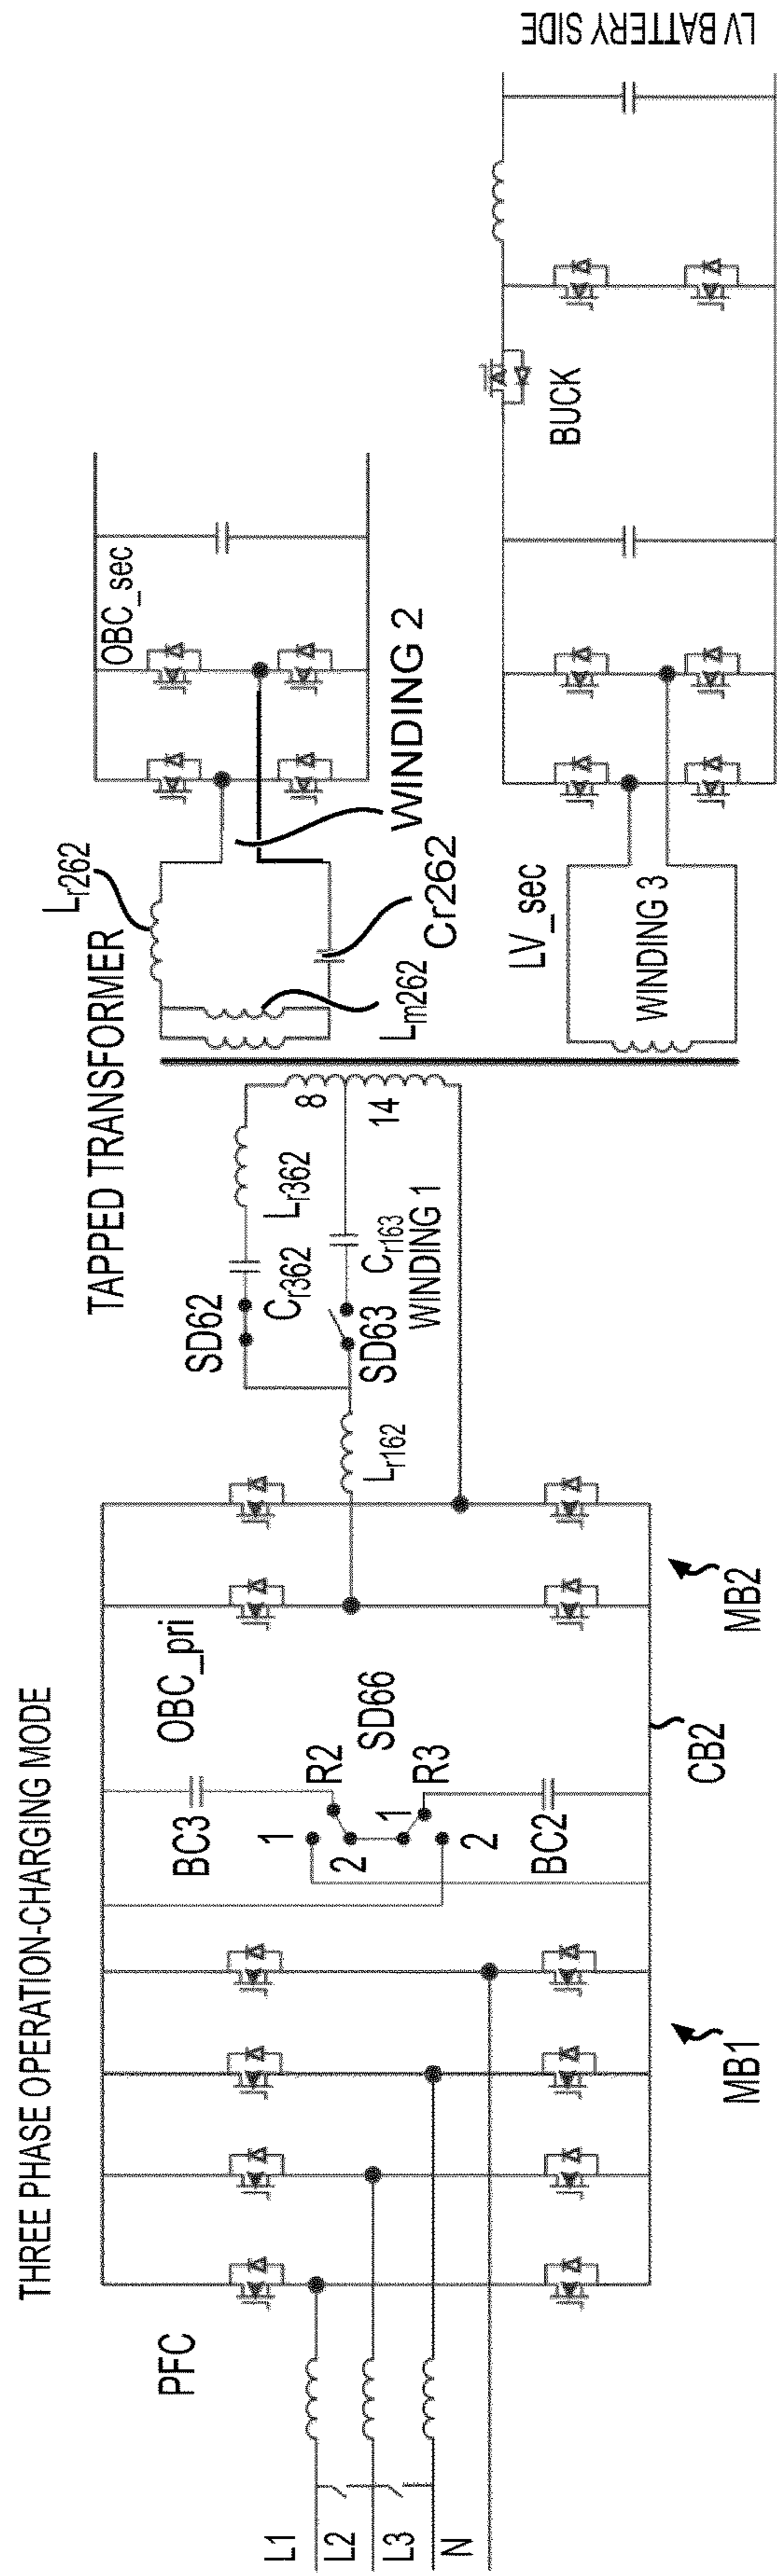 THREE PHASE OPERATION-CHARGING MODE
PFC
L1
L2
L3
N
MB1
BC3
1
2
R2
SD66
1
R3
2
BC2
OBC_pri
CB2
MB2
Lr162
SD62
SD63
Cr362
Lr362
Cr163
WINDING 1
8
14
TAPPED TRANSFORMER
Lr262
Lm262
Cr262
WINDING 2
OBC_sec
LV_sec
WINDING 3
BUCK
LV BATTERY SIDE